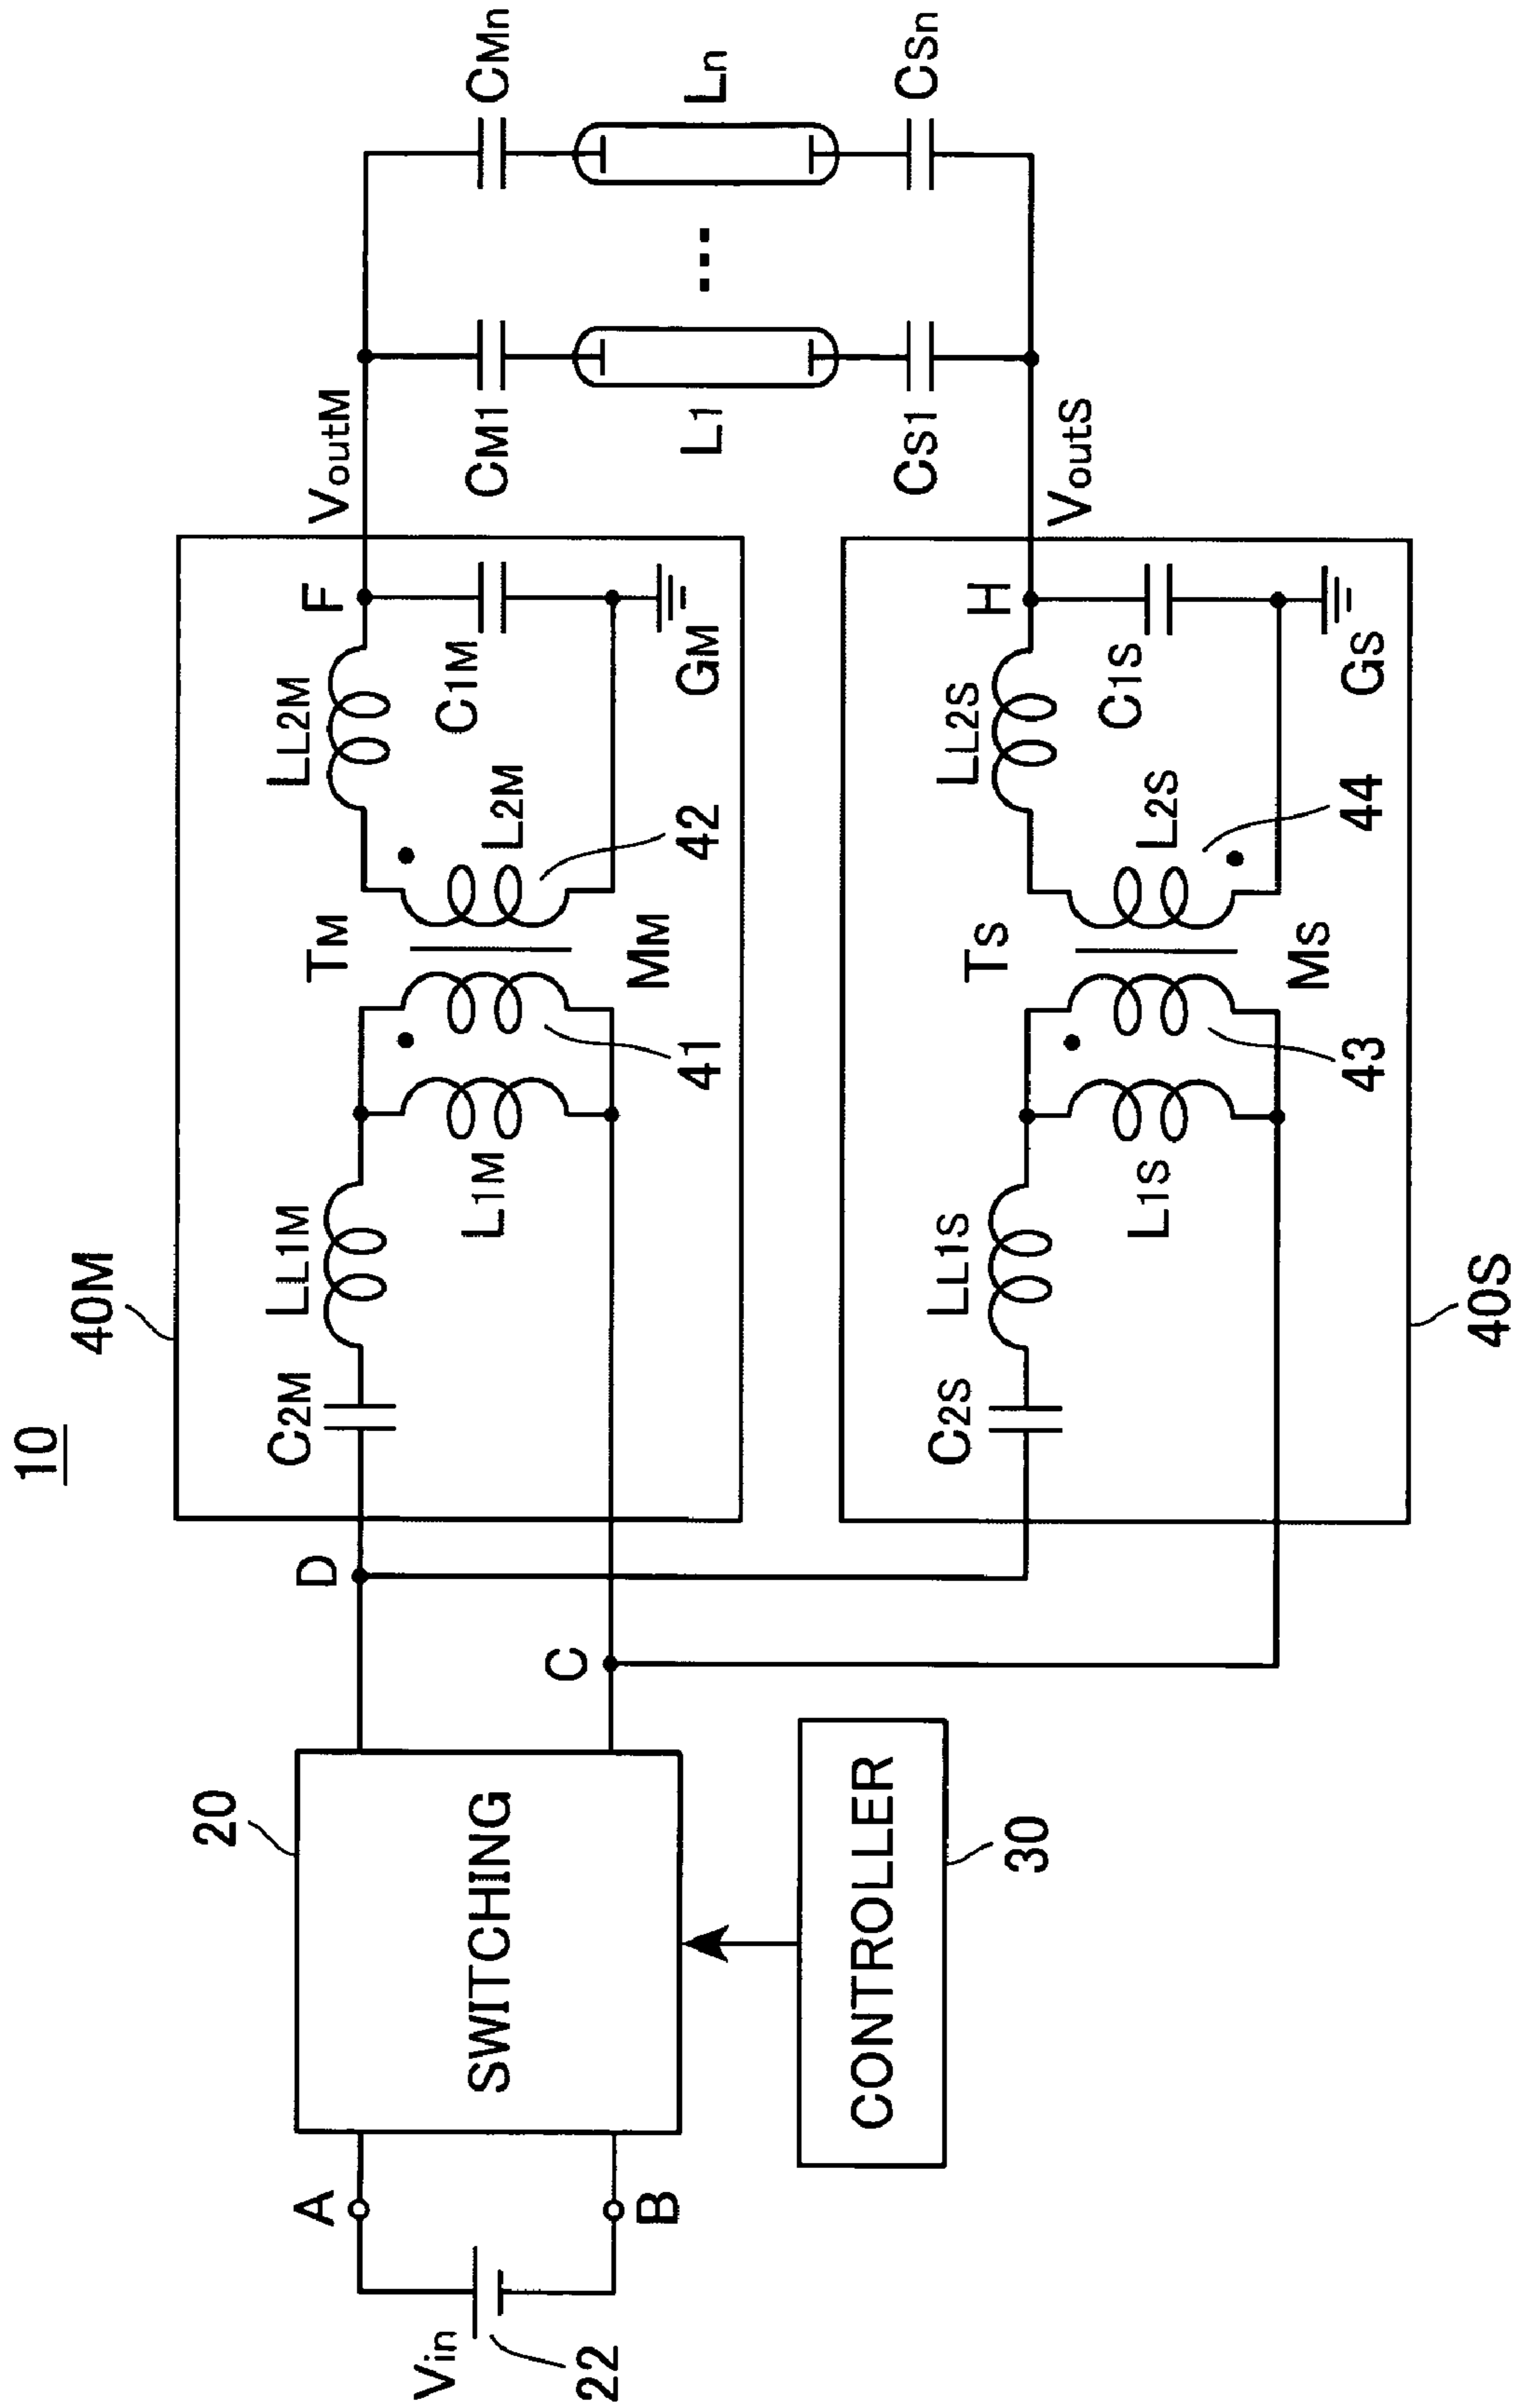 10
40M
20
SWITCHING
CONTROLLER
30
Vin
22
A
B
D
C
C2M
LL1M
L1M
41
TM
MM
L2M
42
LL2M
C1M
F
GM
VoutM
40S
C2S
LL1S
L1S
43
TS
MS
L2S
44
LL2S
C1S
H
GS
VoutS
CM1
L1
CS1
CMn
Ln
CSn